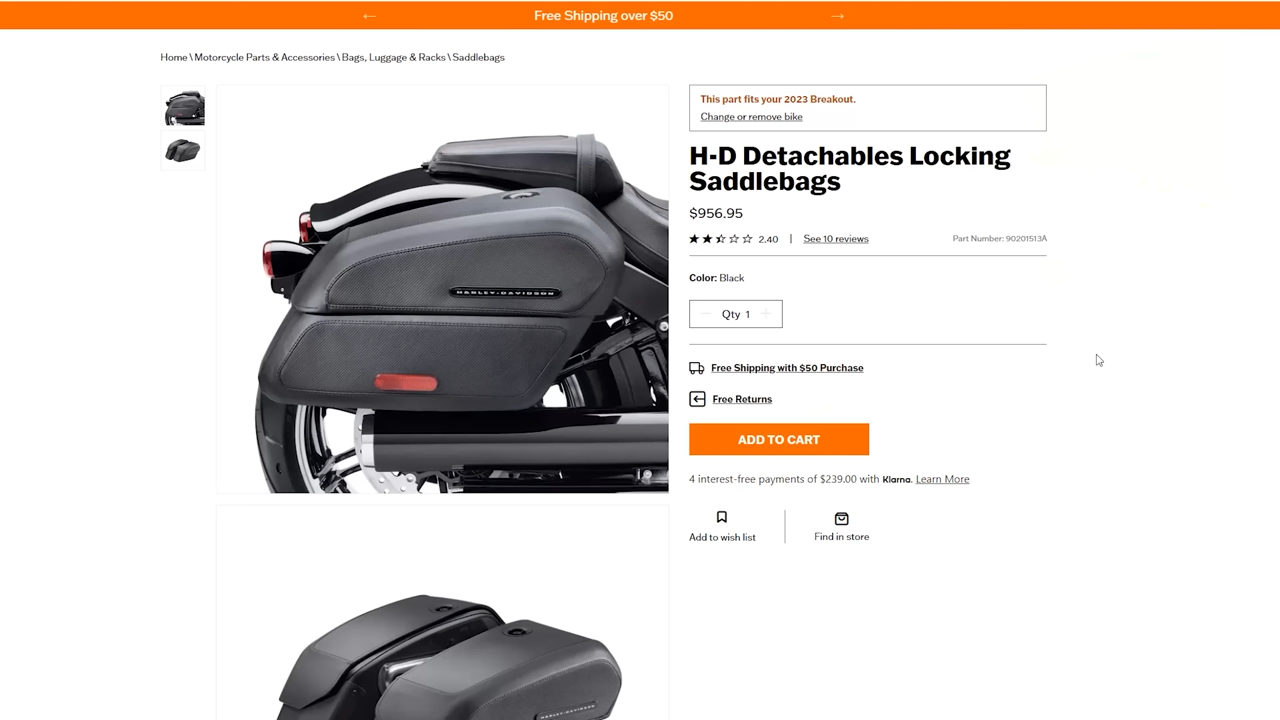 ← Free Shipping over $50 →
Home \ Motorcycle Parts & Accessories \ Bags, Luggage & Racks \ Saddlebags
This part fits your 2023 Breakout.
Change or remove bike
H-D Detachables Locking
Saddlebags
$956.95
2.40 | See 10 reviews
Part Number: 90201513A
Color: Black
Qty 1
Free Shipping with $50 Purchase
Free Returns
ADD TO CART
4 interest-free payments of $239.00 with Klarna. Learn More
Add to wish list
Find in store
HARLEY-DAVIDSON
HARLEY-DAVIDSON